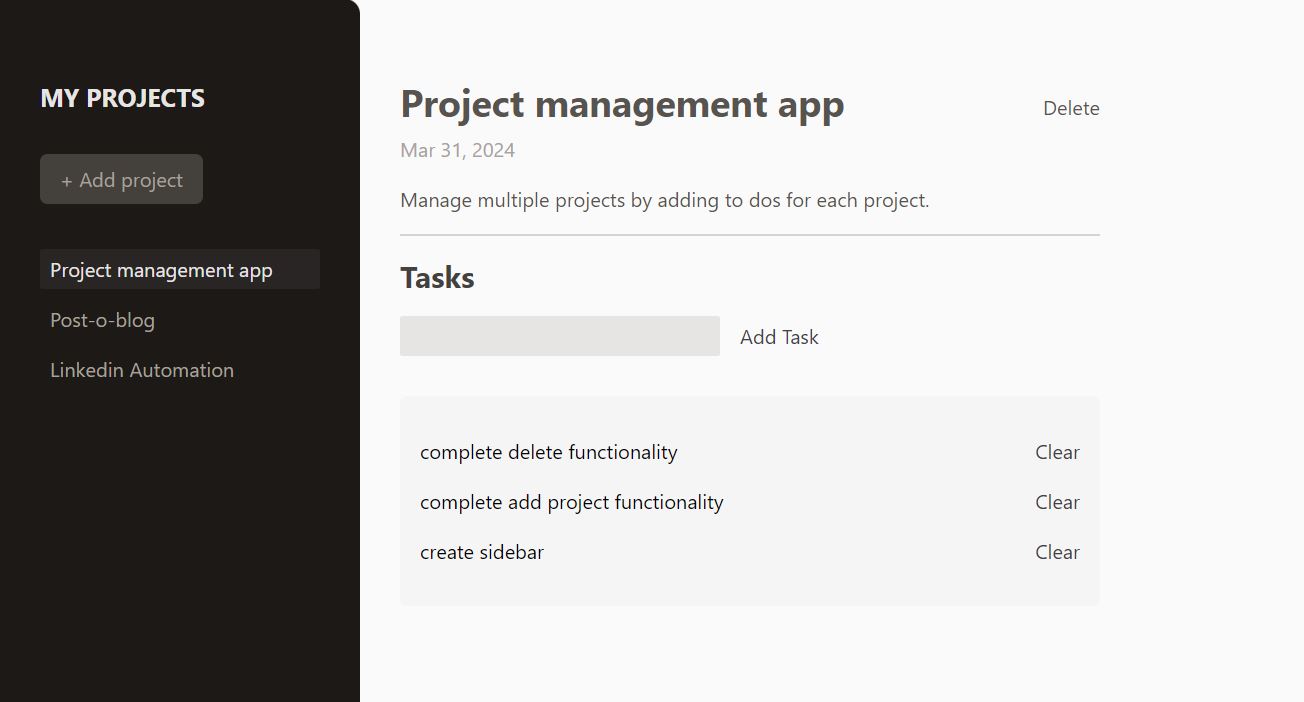 MY PROJECTS
+ Add project
Project management app
Post-o-blog
Linkedin Automation
Project management app
Delete
Mar 31, 2024
Manage multiple projects by adding to dos for each project.
Tasks
Add Task
complete delete functionality
Clear
complete add project functionality
Clear
create sidebar
Clear